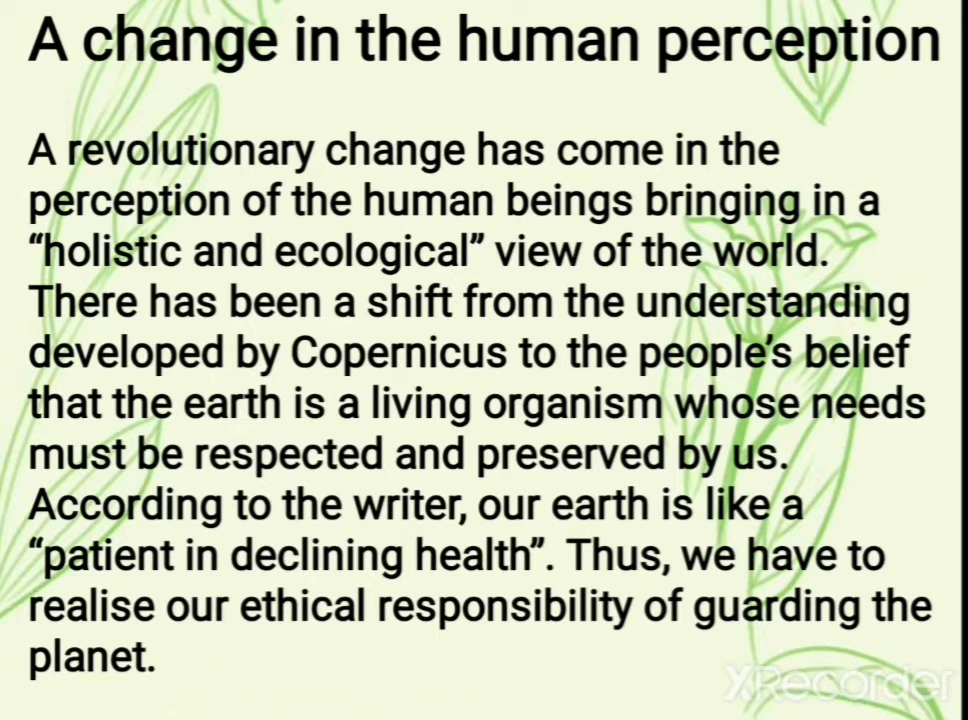 A change in the human perception
A revolutionary change has come in the
perception of the human beings bringing in a
“holistic and ecological” view of the world.
There has been a shift from the understanding
developed by Copernicus to the people’s belief
that the earth is a living organism whose needs
must be respected and preserved by us.
According to the writer, our earth is like a
“patient in declining health”. Thus, we have to
realise our ethical responsibility of guarding the
planet.
XRecorder